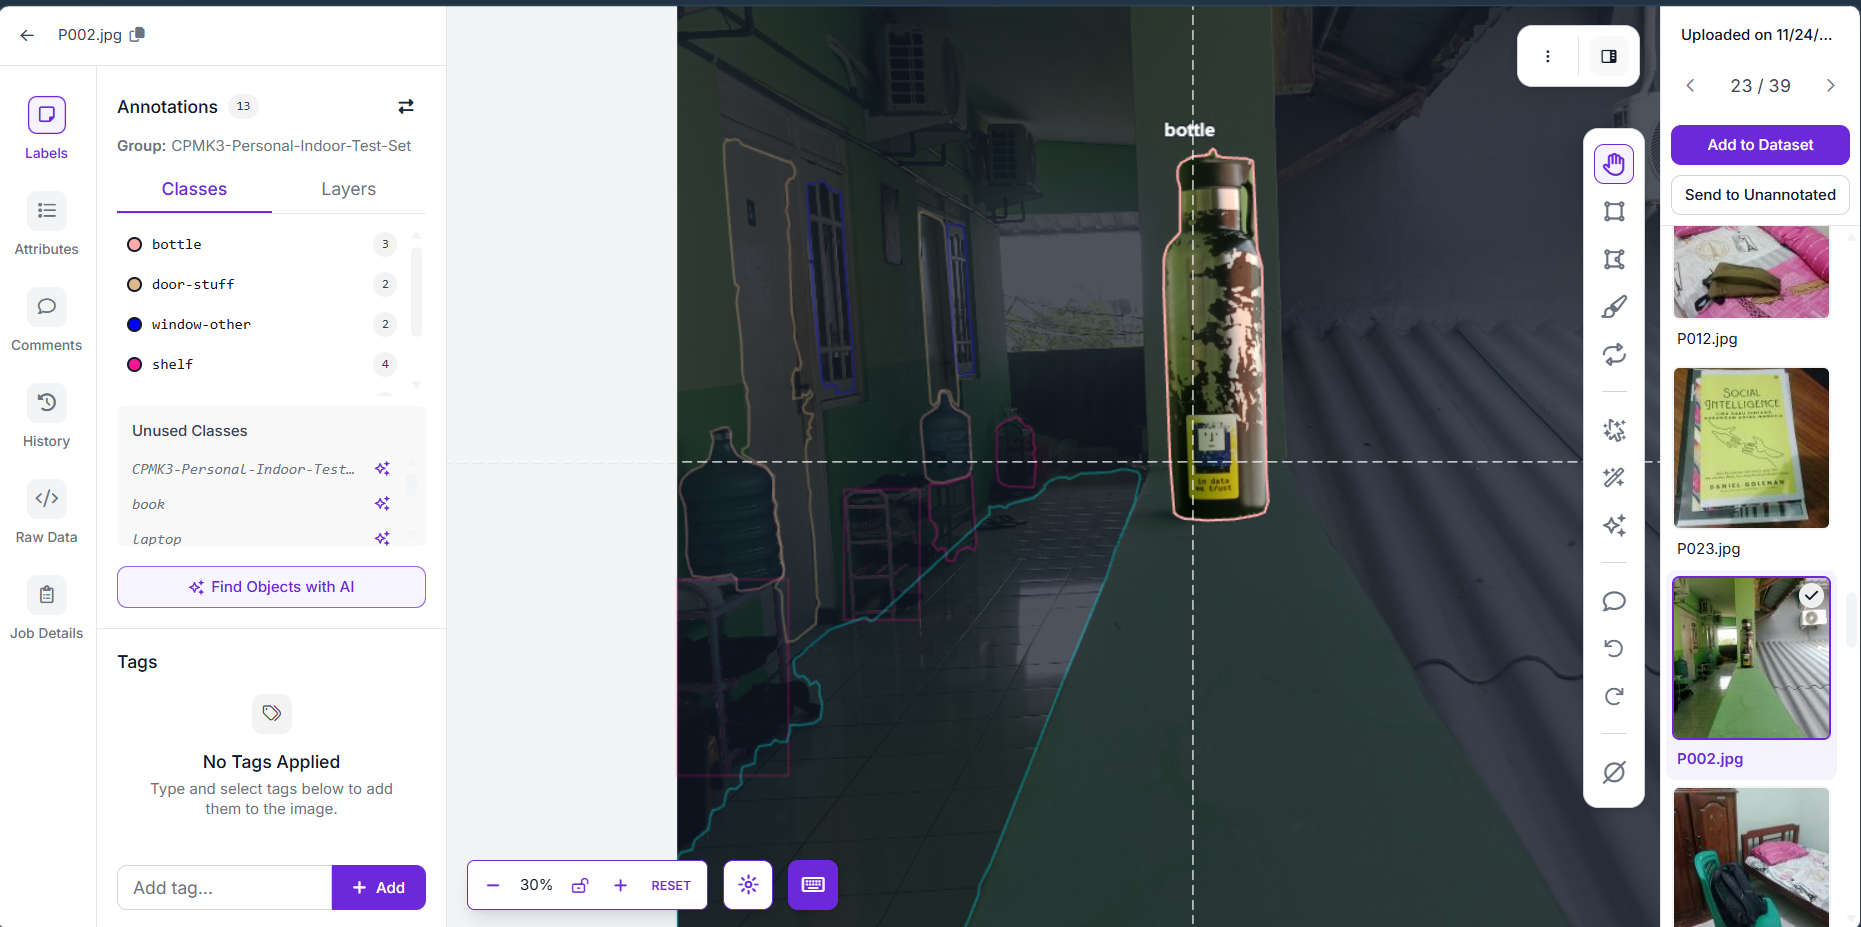 P002.jpg
Labels
Attributes
Comments
History
Raw Data
Job Details
Annotations 13
Group: CPMK3-Personal-Indoor-Test-Set
Classes Layers
bottle 3
door-stuff 2
window-other 2
shelf 4
Unused Classes
CPMK3-Personal-Indoor-Test...
book
laptop
Find Objects with AI
Tags
No Tags Applied
Type and select tags below to add
them to the image.
Add tag...
+ Add
bottle
in data
we trust
30%
RESET
Uploaded on 11/24/...
23 / 39
Add to Dataset
Send to Unannotated
P012.jpg
SOCIAL
INTELLIGENCE
DANIEL GOLEMAN
P023.jpg
P002.jpg